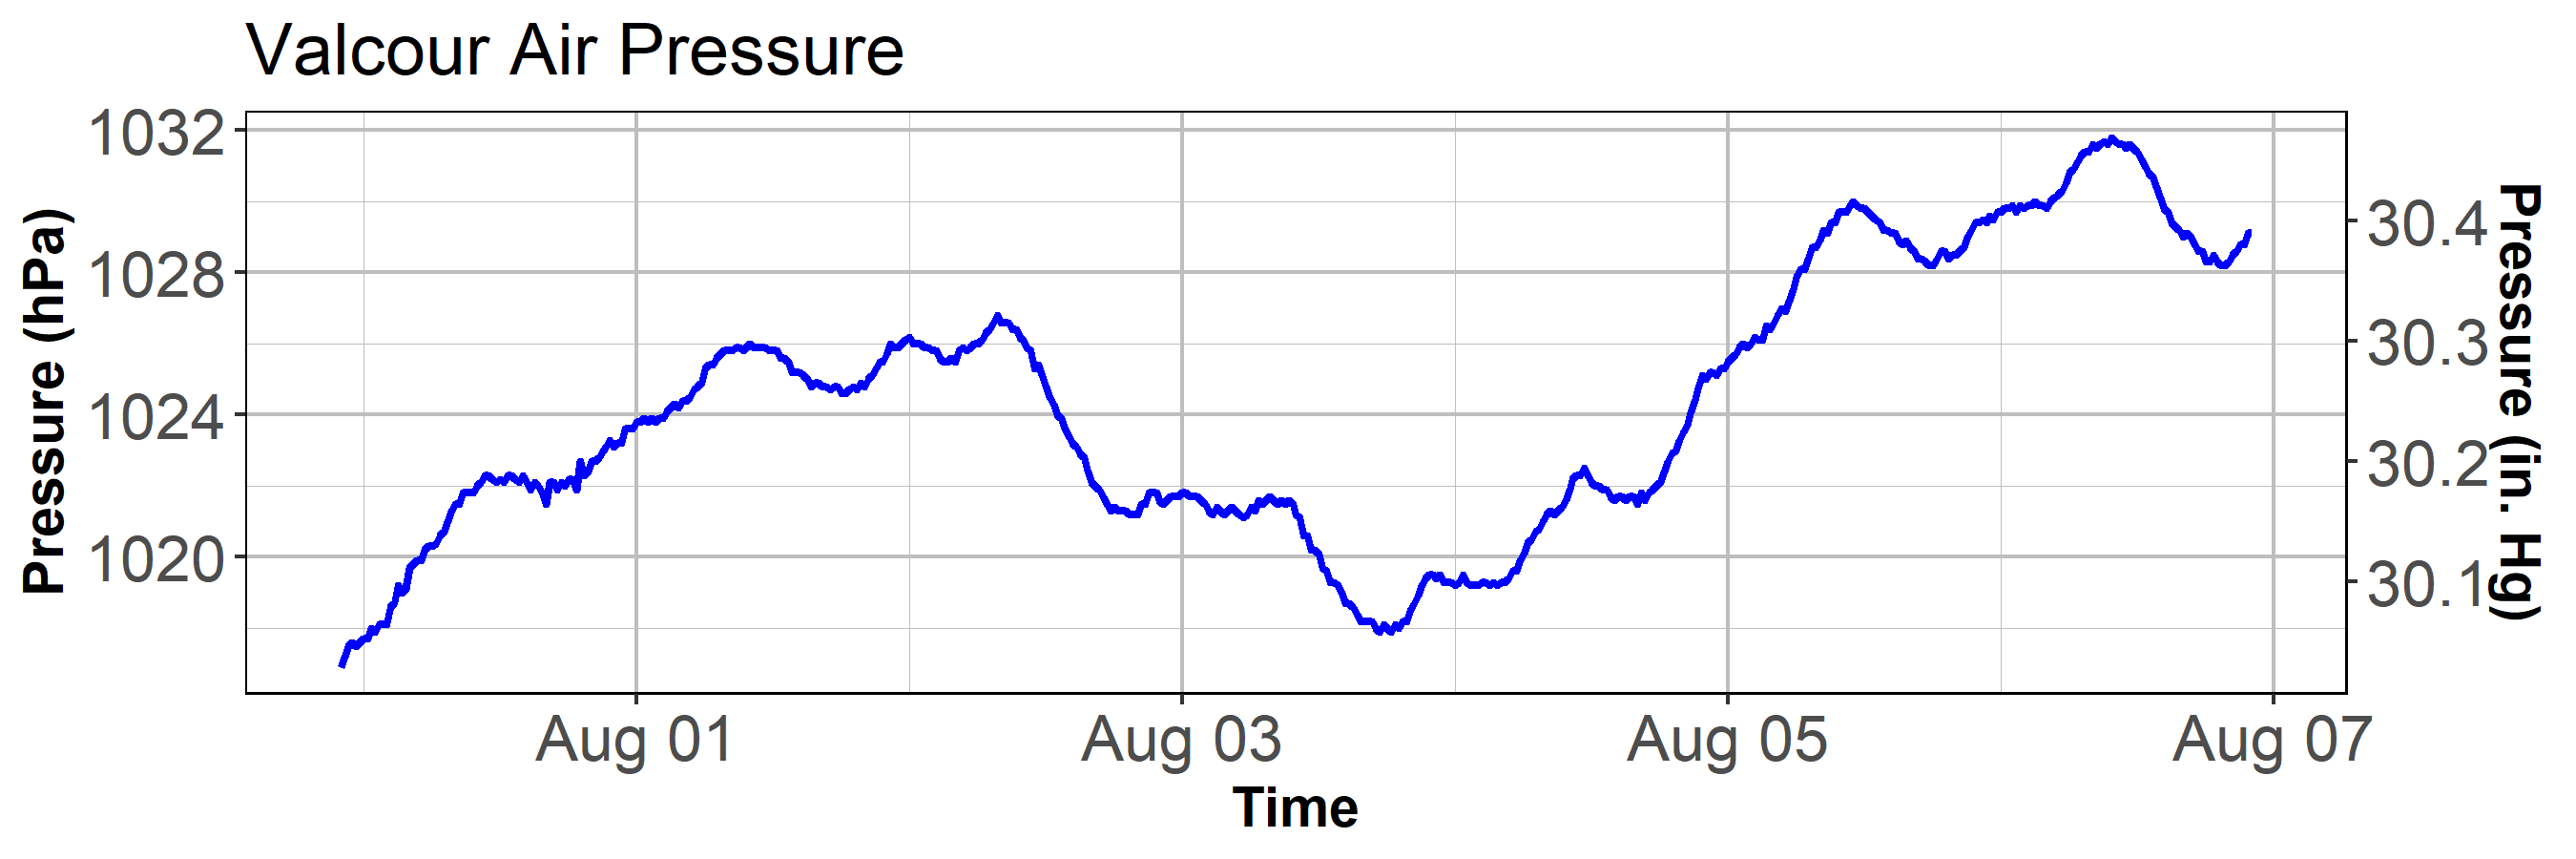 Valcour Air Pressure
1032
1028
1024
1020
Pressure (hPa)
30.4
30.3
30.2
30.1
Pressure (in. Hg)
Aug 01 Aug 03 Aug 05 Aug 07
Time